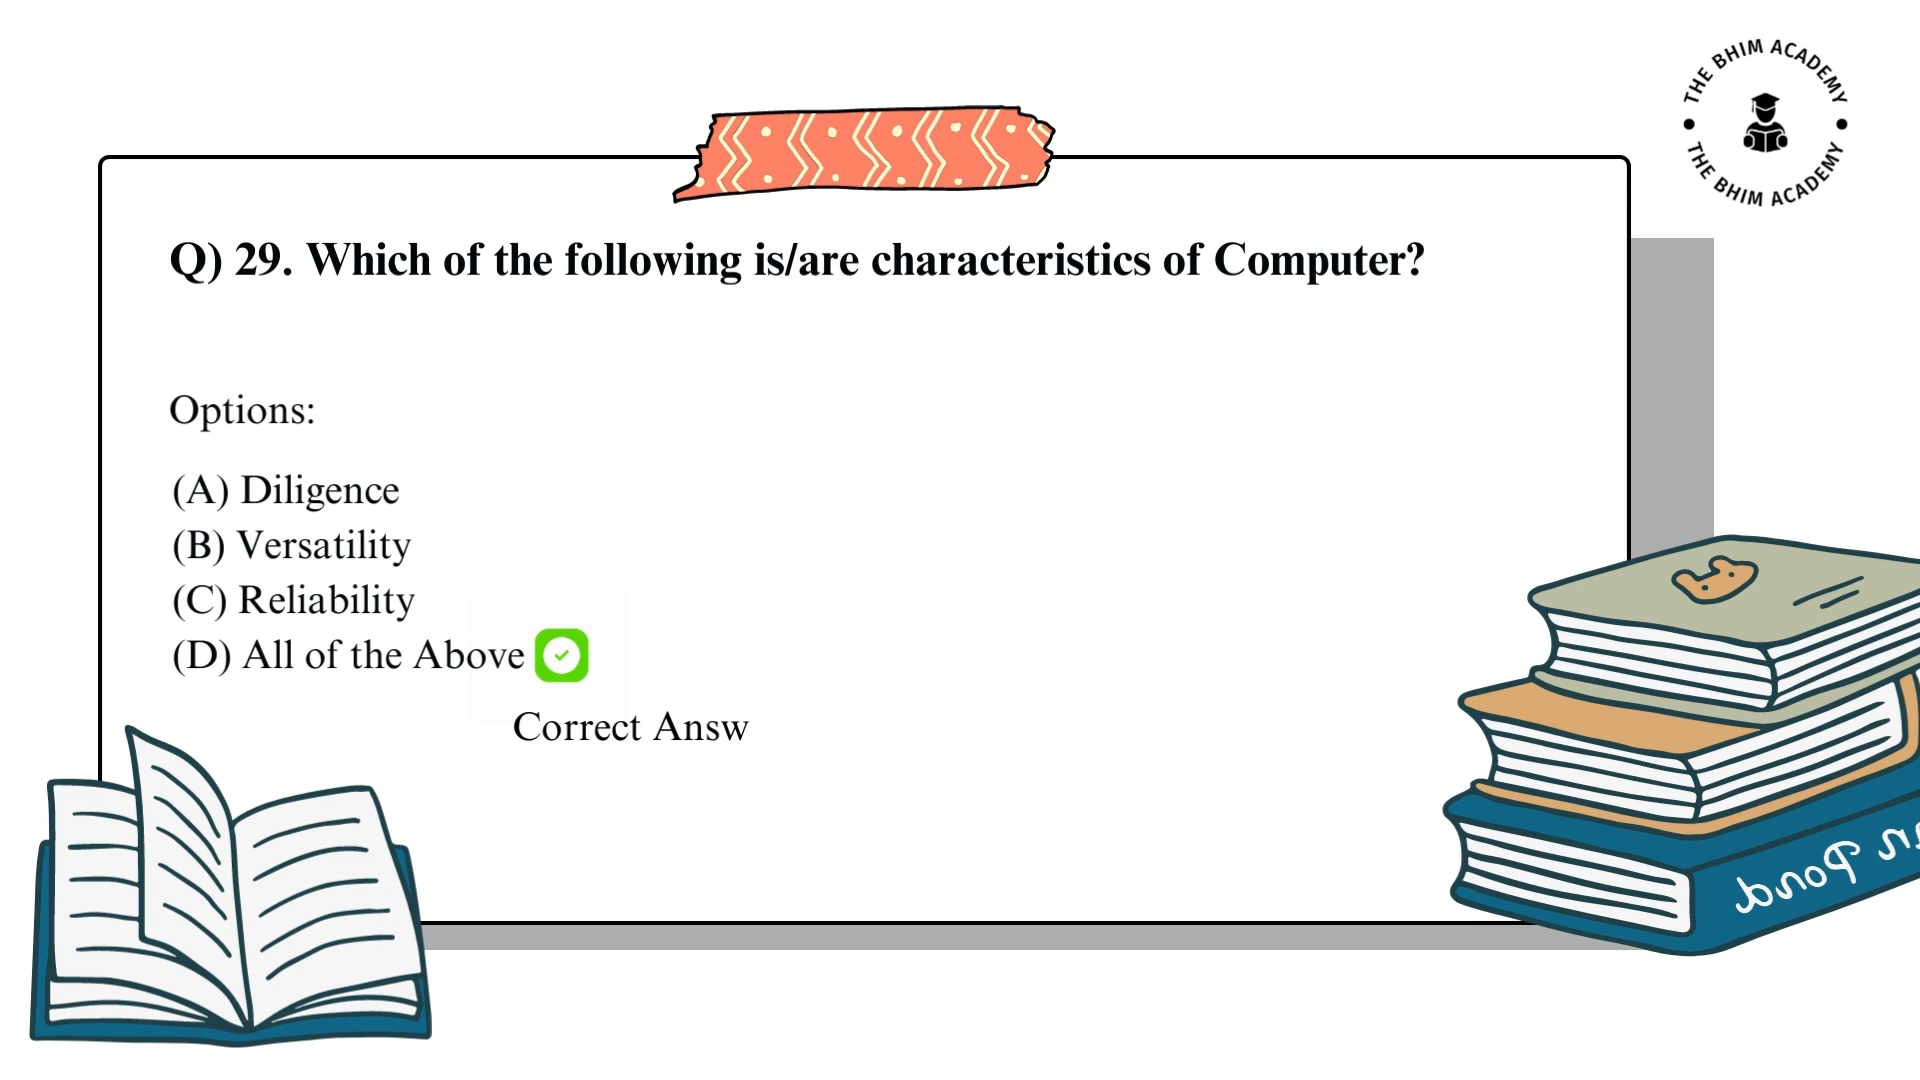 THE BHIM ACADEMY
THE BHIM ACADEMY
Q) 29. Which of the following is/are characteristics of Computer?
Options:
(A) Diligence
(B) Versatility
(C) Reliability
(D) All of the Above
Correct Answ
Pond